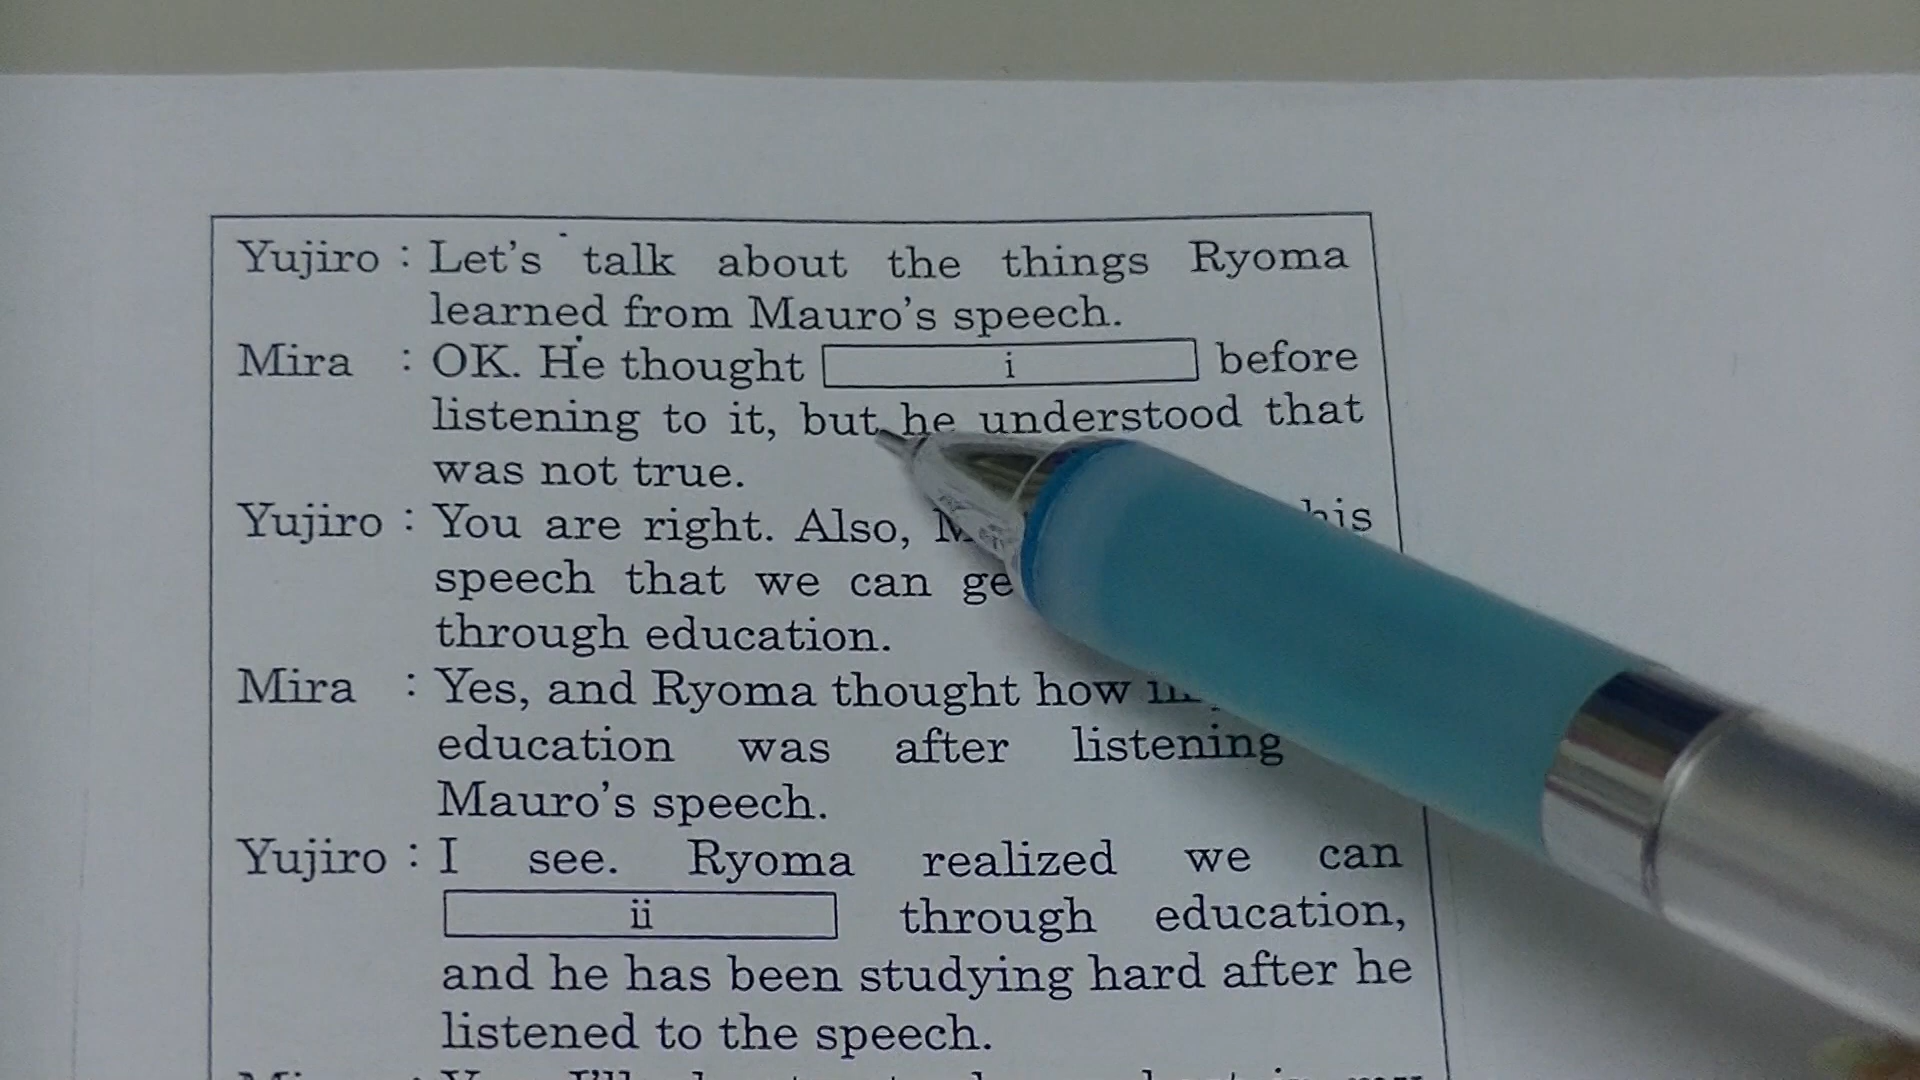 Yujiro : Let's talk about the things Ryoma
learned from Mauro's speech.
Mira : OK. He thought i before
listening to it, but he understood that
was not true.
Yujiro : You are right. Also, his
speech that we can
through education.
Mira : Yes, and Ryoma thought how
education was after listening
Mauro's speech.
Yujiro : I see. Ryoma realized we can
ii through education,
and he has been studying hard after he
listened to the speech.